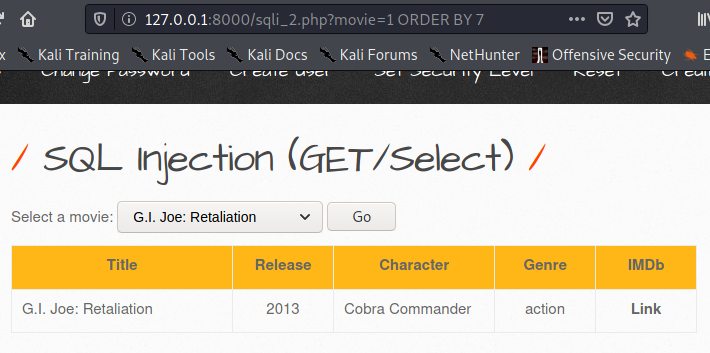 127.0.0.1:8000/sqli_2.php?movie=1 ORDER BY 7
x Kali Training Kali Tools Kali Docs Kali Forums NetHunter Offensive Security E
Change Password Create User Set Security Level Reset
/ SQL Injection (GET/Select) /
Select a movie: G.I. Joe: Retaliation Go
Title Release Character Genre IMDb
G.I. Joe: Retaliation 2013 Cobra Commander action Link